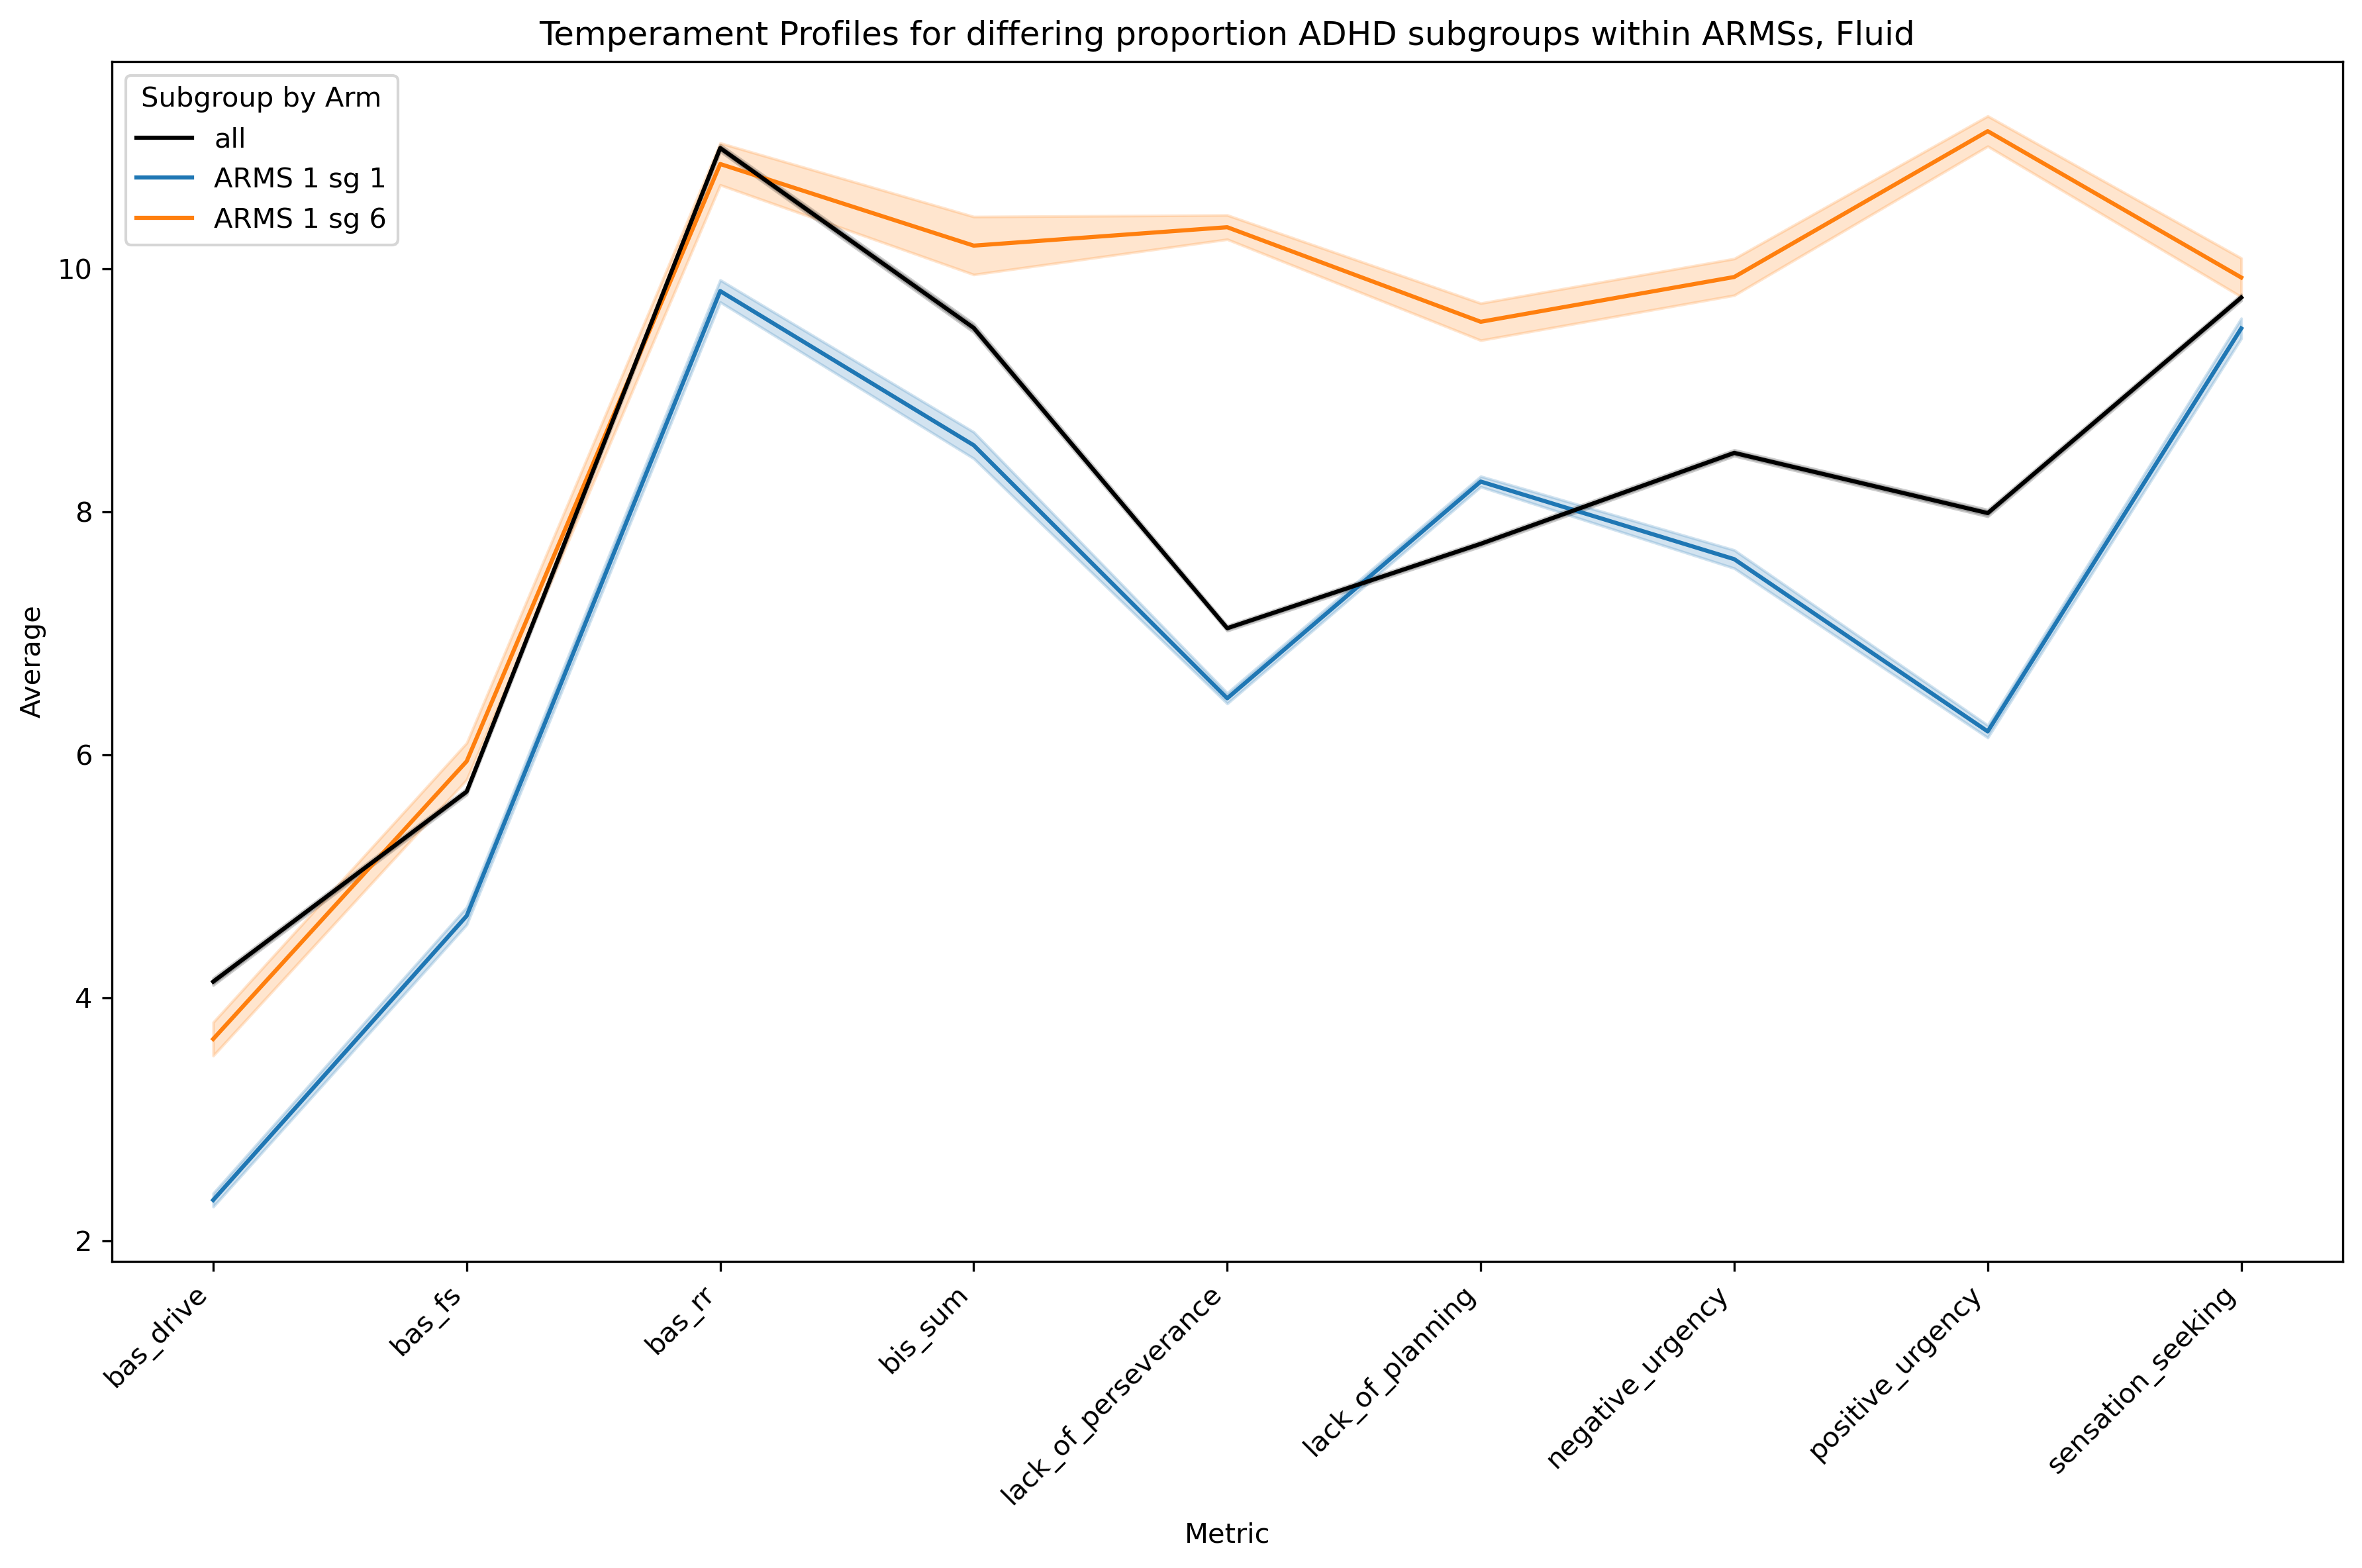 Temperament Profiles for differing proportion ADHD subgroups within ARMSs, Fluid
Subgroup by Arm
all
ARMS 1 sg 1
ARMS 1 sg 6
Average
10
8
6
4
2
bas_drive
bas_fs
bas_rr
bis_sum
lack_of_perseverance
lack_of_planning
negative_urgency
positive_urgency
sensation_seeking
Metric